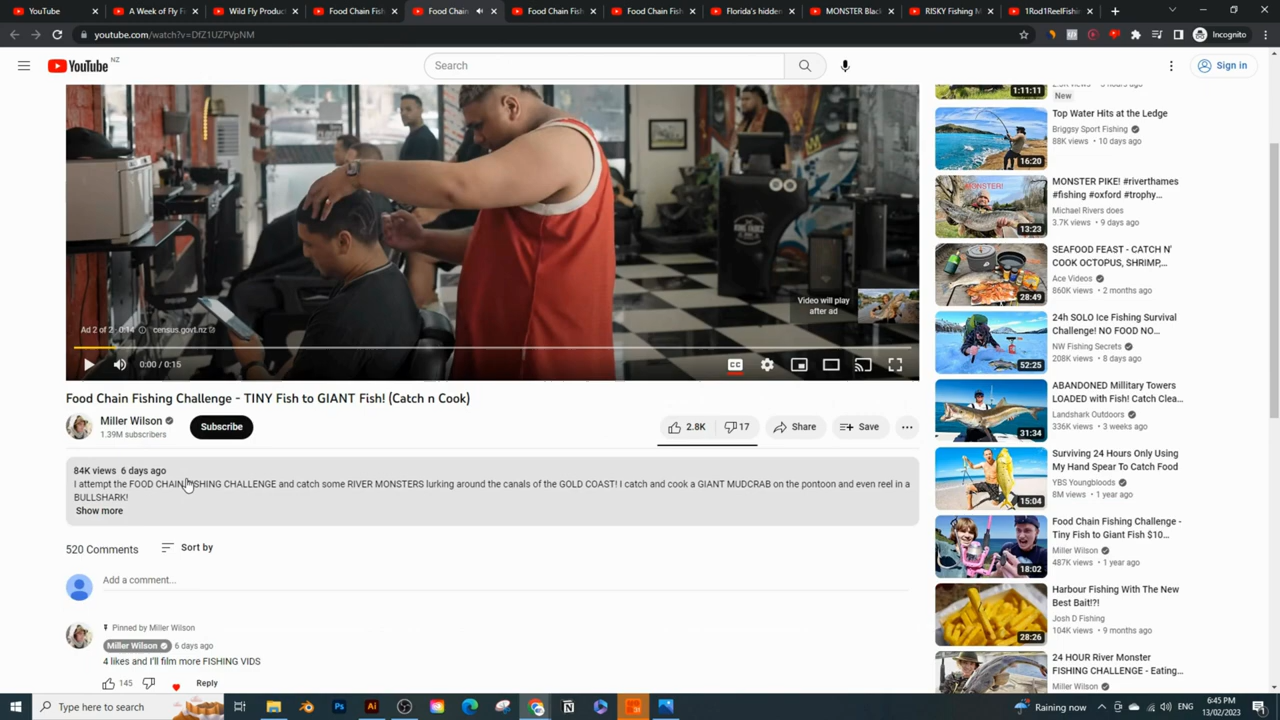 YouTube
A Week of Fly F
Wild Fly Produc
Food Chain Fish
Food Chain
Food Chain Fish
Food Chain Fish
Florida's hidden
MONSTER Blac
RISKY Fishing M
1Rod1ReelFishin
youtube.com/watch?v=DfZ1UZPVpNM
Incognito
YouTube NZ
Search
Sign in
Video will play
after ad
Ad 2 of 2 · 0:14
census.govt.nz
0:00 / 0:15
CC
Food Chain Fishing Challenge - TINY Fish to GIANT Fish! (Catch n Cook)
Miller Wilson
1.39M subscribers
Subscribe
2.8K
17
Share
Save
84K views 6 days ago
I attempt the FOOD CHAIN FISHING CHALLENGE and catch some RIVER MONSTERS lurking around the canals of the GOLD COAST! I catch and cook a GIANT MUDCRAB on the pontoon and even reel in a
BULLSHARK!
Show more
520 Comments
Sort by
Add a comment...
Pinned by Miller Wilson
Miller Wilson
6 days ago
4 likes and I'll film more FISHING VIDS
145
Reply
1:11:11
New
Top Water Hits at the Ledge
Briggsy Sport Fishing
88K views • 10 days ago
16:20
MONSTER!
MONSTER PIKE! #riverthames
#fishing #oxford #trophy...
Michael Rivers does
3.7K views • 9 days ago
13:23
SEAFOOD FEAST - CATCH N'
COOK OCTOPUS, SHRIMP,...
Ace Videos
860K views • 2 months ago
28:49
24h SOLO Ice Fishing Survival
Challenge! NO FOOD NO...
NW Fishing Secrets
208K views • 8 days ago
52:25
ABANDONED Millitary Towers
LOADED with Fish! Catch Clea...
Landshark Outdoors
336K views • 3 weeks ago
31:34
Surviving 24 Hours Only Using
My Hand Spear To Catch Food
YBS Youngbloods
8M views • 1 year ago
15:04
Food Chain Fishing Challenge -
Tiny Fish to Giant Fish $10...
Miller Wilson
487K views • 1 year ago
18:02
Harbour Fishing With The New
Best Bait!?!
Josh D Fishing
104K views • 9 months ago
28:26
24 HOUR River Monster
FISHING CHALLENGE - Eating...
Miller Wilson
Type here to search
Raining now
ENG
6:45 PM
13/02/2023